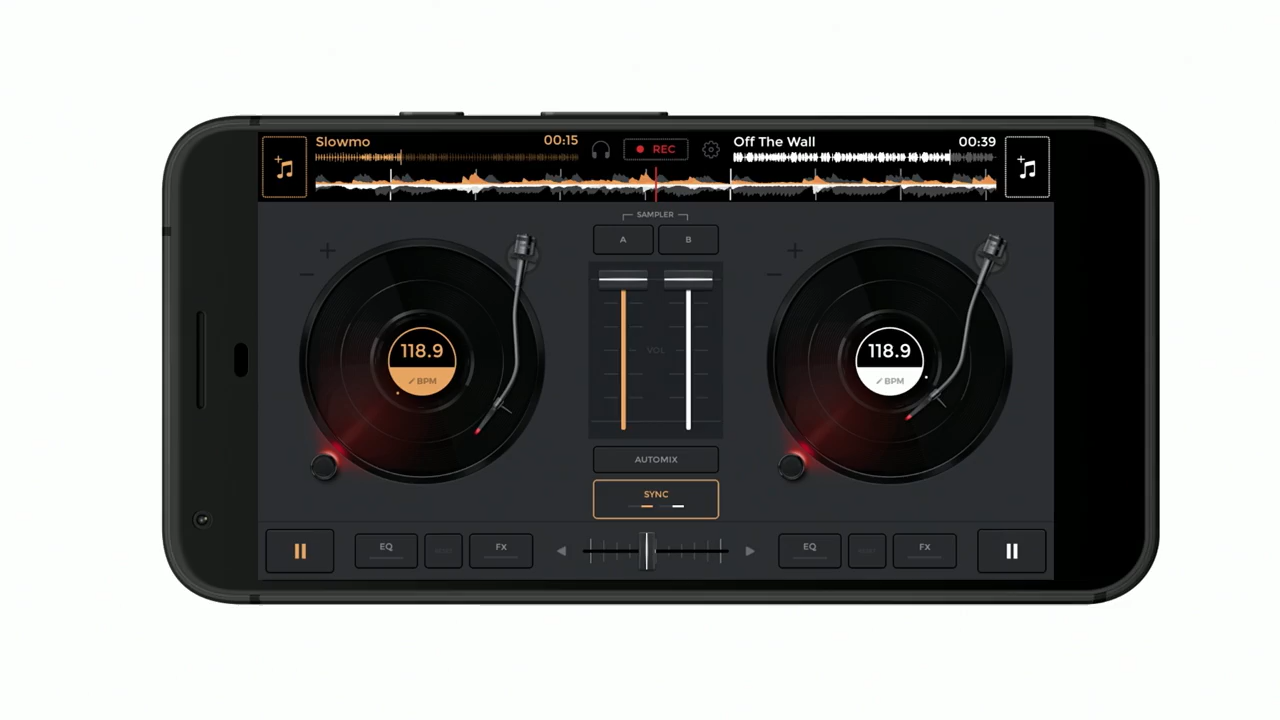 Slowmo 00:15 REC Off The Wall 00:39
SAMPLER
A B
118.9 VOL 118.9
BPM BPM
AUTOMIX
SYNC
EQ FX EQ FX